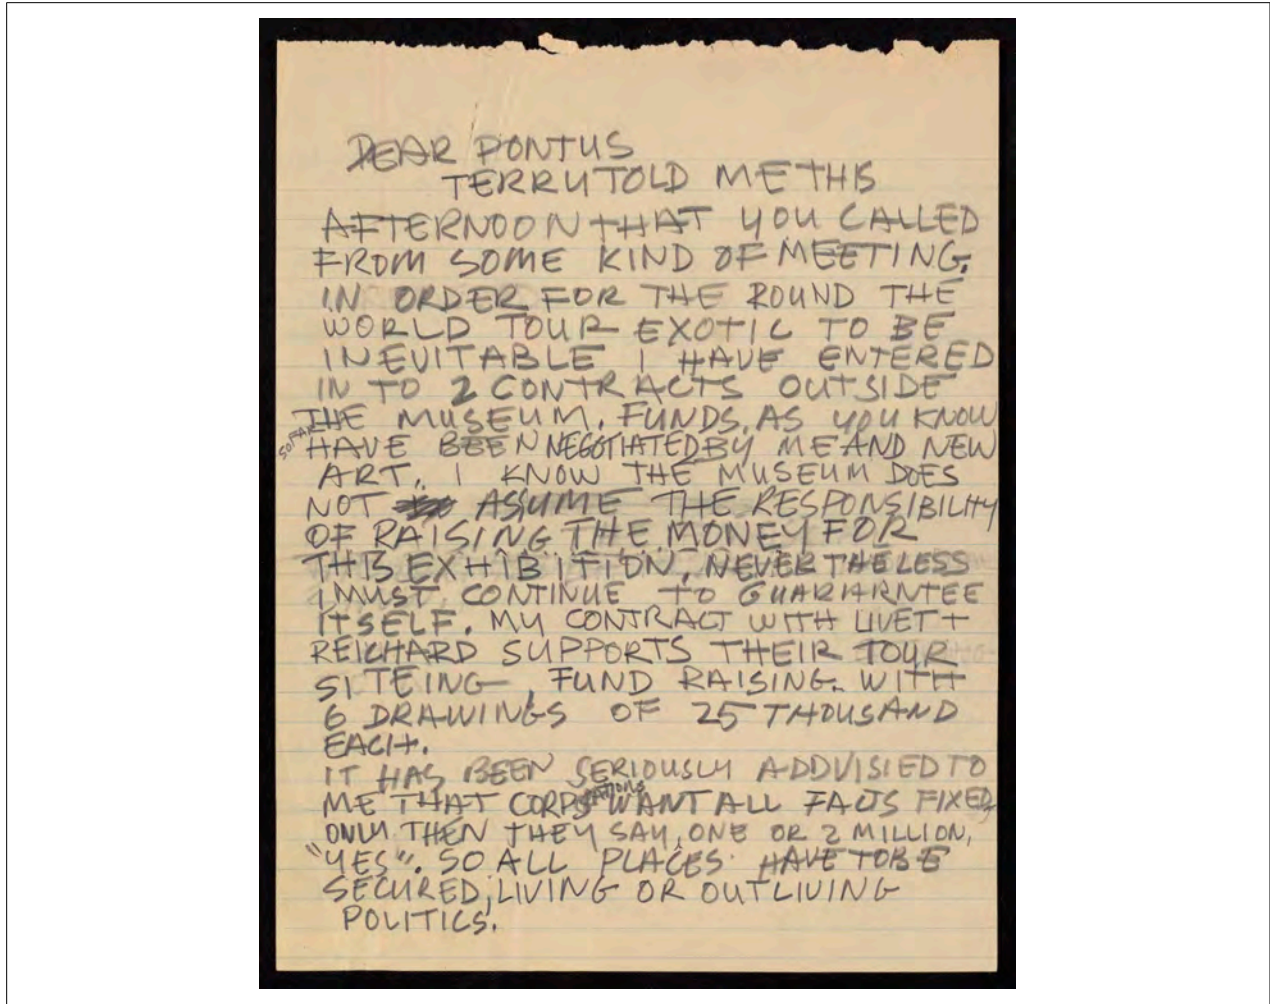 DEAR PONTUS
TERRY TOLD ME THIS
AFTERNOON THAT YOU CALLED
FROM SOME KIND OF MEETING.
IN ORDER FOR THE ROUND THE
WORLD TOUR EXOTIC TO BE
INEVITABLE I HAVE ENTERED
IN TO 2 CONTRACTS OUTSIDE
THE MUSEUM. FUNDS, AS YOU KNOW
SO FAR HAVE BEEN NEGOTIATED BY ME AND NEW
ART. I KNOW THE MUSEUM DOES
NOT ASSUME THE RESPONSIBILITY
OF RAISING THE MONEY FOR
THIS EXHIBITION, NEVERTHELESS
I MUST CONTINUE TO GUARARNTEE
ITSELF. MY CONTRACT WITH LIVET +
REICHARD SUPPORTS THEIR TOUR
SITEING, FUND RAISING. WITH
6 DRAWINGS OF 25 THOUSAND
EACH.
IT HAS BEEN SERIOUSLY ADDVISIED TO
ME THAT CORPORATIONS WANT ALL FACTS FIXED,
ONLY THEN THEY SAY, ONE OR 2 MILLION,
"YES". SO ALL PLACES HAVE TO BE
SECURED, LIVING OR OUTLIVING
POLITICS.